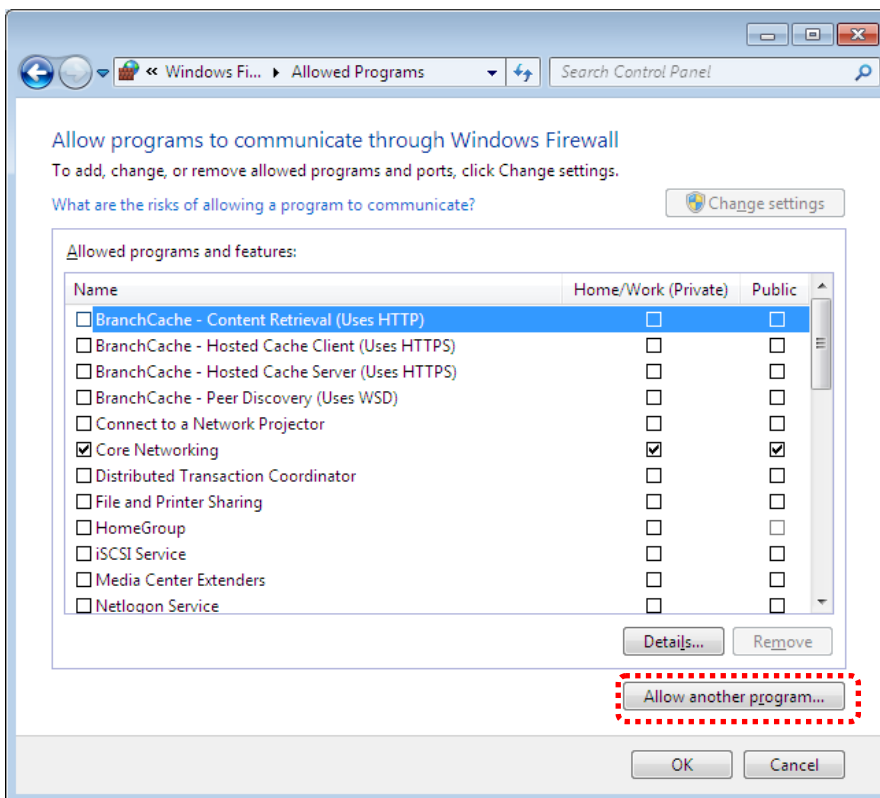 « Windows Fi... Allowed Programs Search Control Panel
Allow programs to communicate through Windows Firewall
To add, change, or remove allowed programs and ports, click Change settings.
What are the risks of allowing a program to communicate? Change settings
Allowed programs and features:
Name Home/Work (Private) Public
BranchCache - Content Retrieval (Uses HTTP)
BranchCache - Hosted Cache Client (Uses HTTPS)
BranchCache - Hosted Cache Server (Uses HTTPS)
BranchCache - Peer Discovery (Uses WSD)
Connect to a Network Projector
Core Networking
Distributed Transaction Coordinator
File and Printer Sharing
HomeGroup
iSCSI Service
Media Center Extenders
Netlogon Service
Details... Remove
Allow another program...
OK Cancel